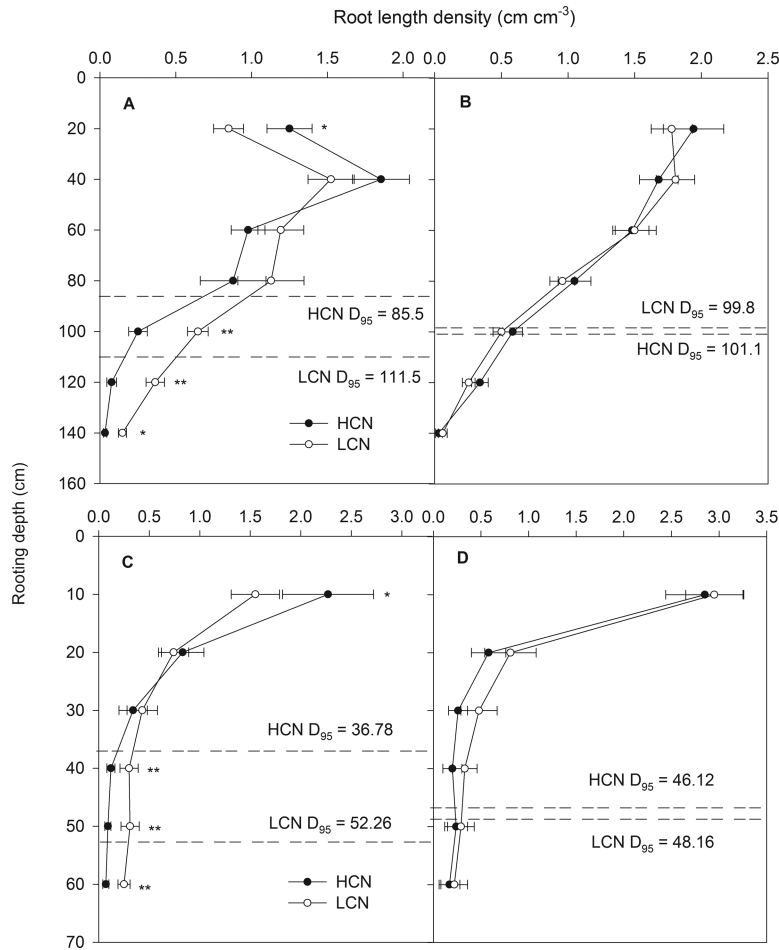 Root length density (cm cm-3)
0.0 0.5 1.0 1.5 2.0 0.0 0.5 1.0 1.5 2.0 2.5
0
A B
20 *
40
60
80
HCN D95 = 85.5 LCN D99.8
LCN D95 = 99.8
100 **
HCN D95 = 101.1
LCN D95 = 111.5
120 **
HCN
140 *
LCN
160
Rooting depth (cm)
0.0 0.5 1.0 1.5 2.0 2.5 3.0 0.0 0.5 1.0 1.5 2.0 2.5 3.0 3.5
0
C D
10 *
20
30
HCN D95 = 36.78
40 **
HCN D95 = 46.12
50 **
LCN D95 = 52.26
LCN D95 = 48.16
60 **
HCN
LCN
70